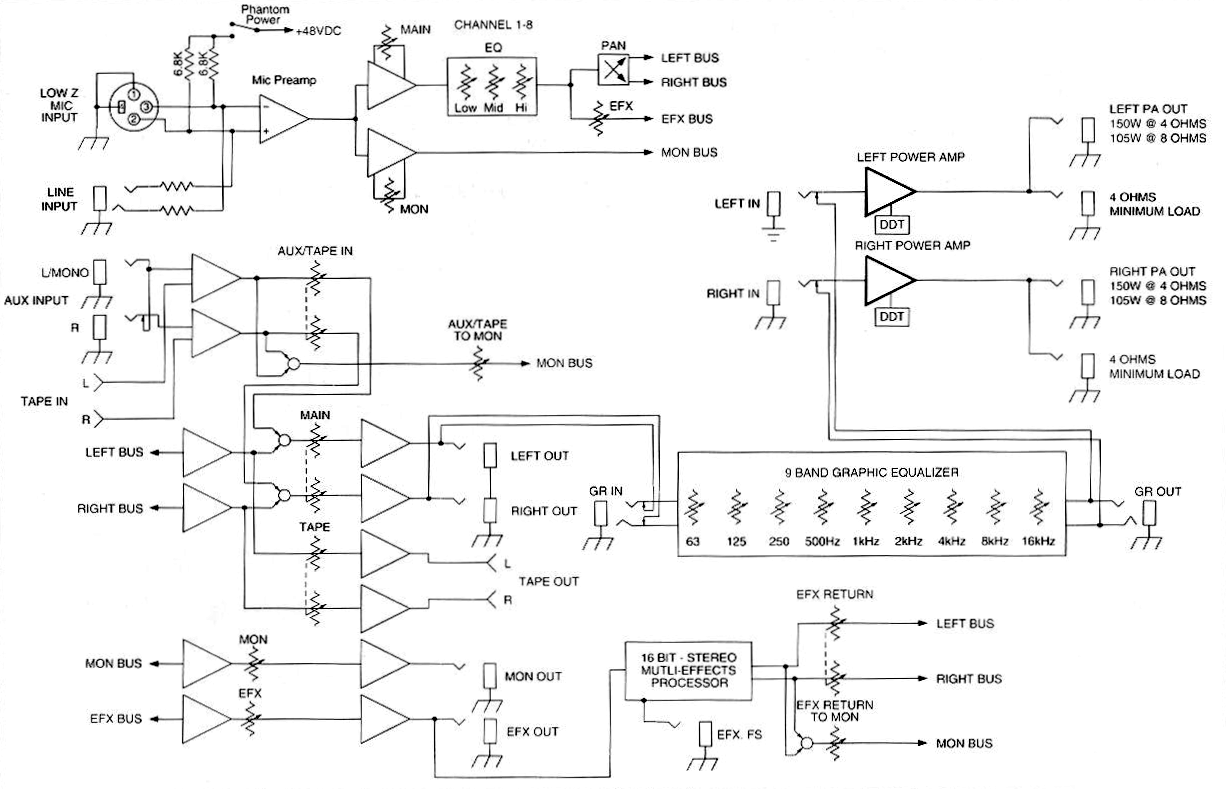 Phantom
Power
+48VDC
6.8K
6.8K
Mic Preamp
LOW Z
MIC
INPUT
1
2
3
LINE
INPUT
MAIN
MON
CHANNEL 1-8
EQ
Low Mid Hi
PAN
LEFT BUS
RIGHT BUS
EFX
EFX BUS
MON BUS
LEFT PA OUT
150W @ 4 OHMS
105W @ 8 OHMS
LEFT POWER AMP
LEFT IN
DDT
4 OHMS
MINIMUM LOAD
RIGHT POWER AMP
RIGHT IN
DDT
RIGHT PA OUT
150W @ 4 OHMS
105W @ 8 OHMS
4 OHMS
MINIMUM LOAD
AUX/TAPE IN
L/MONO
AUX INPUT
R
L
TAPE IN
R
AUX/TAPE
TO MON
MON BUS
MAIN
LEFT BUS
RIGHT BUS
LEFT OUT
RIGHT OUT
TAPE
L
TAPE OUT
R
GR IN
9 BAND GRAPHIC EQUALIZER
63 125 250 500Hz 1kHz 2kHz 4kHz 8kHz 16kHz
GR OUT
MON
MON BUS
MON OUT
EFX
EFX BUS
EFX OUT
16 BIT - STEREO
MUTLI-EFFECTS
PROCESSOR
EFX. FS
EFX RETURN
LEFT BUS
RIGHT BUS
EFX RETURN
TO MON
MON BUS